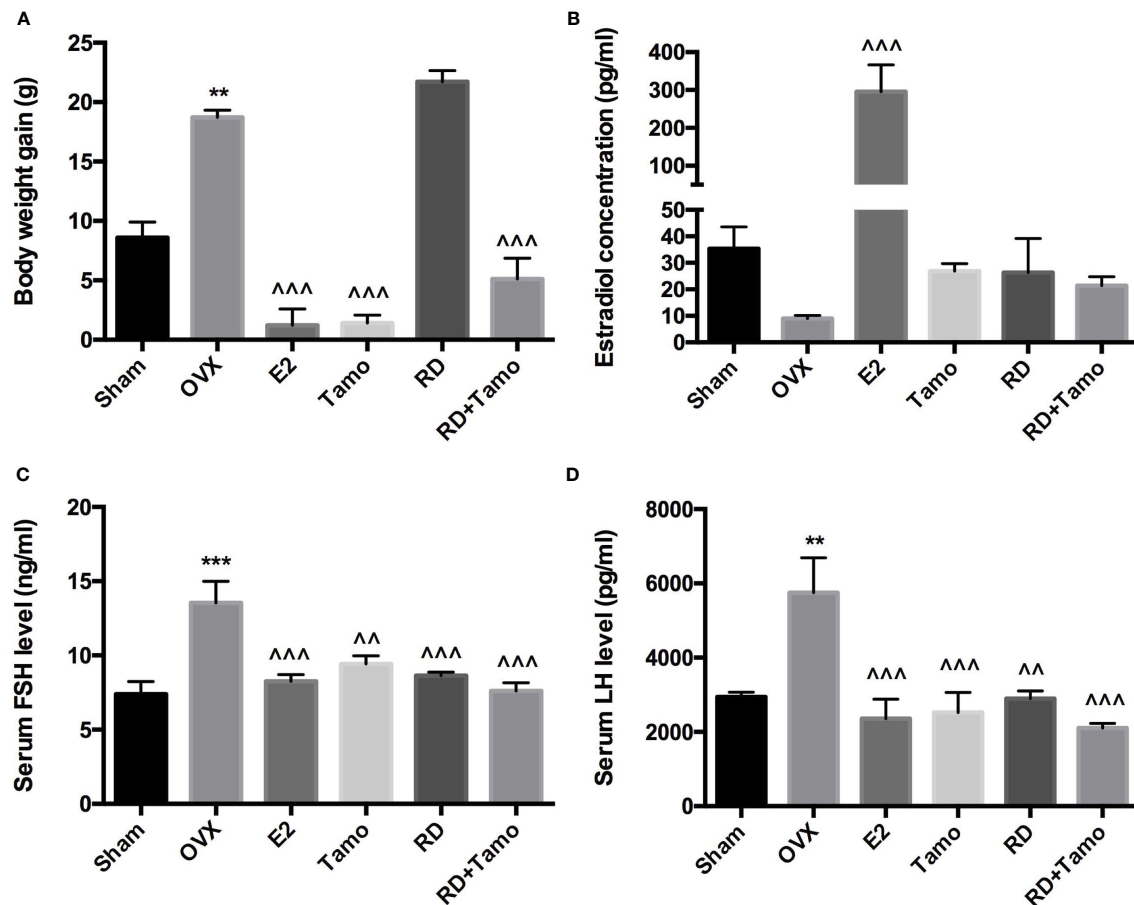 A
Body weight gain (g)
25
20
15
10
5
0
**
^^^
^^^
^^^
Sham
OVX
E2
Tamo
RD
RD+Tamo
B
Estradiol concentration (pg/ml)
400
300
200
100
50
40
30
20
10
0
^^^
Sham
OVX
E2
Tamo
RD
RD+Tamo
C
Serum FSH level (ng/ml)
20
15
10
5
0
***
^^^
^^
^^^
^^^
Sham
OVX
E2
Tamo
RD
RD+Tamo
D
Serum LH level (pg/ml)
8000
6000
4000
2000
0
**
^^^
^^^
^^
^^^
Sham
OVX
E2
Tamo
RD
RD+Tamo